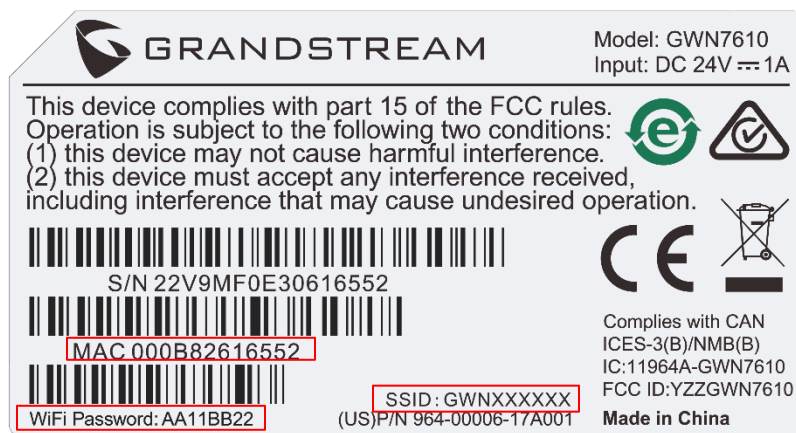 GRANDSTREAM
Model: GWN7610
Input: DC 24V ⎓ 1A
This device complies with part 15 of the FCC rules.
Operation is subject to the following two conditions:
(1) this device may not cause harmful interference.
(2) this device must accept any interference received,
including interference that may cause undesired operation.
S/N 22V9MF0E30616552
MAC 000B82616552
WiFi Password: AA11BB22
SSID: GWNXXXXXX
(US)P/N 964-00006-17A001
e
CE
Complies with CAN
ICES-3(B)/NMB(B)
IC:11964A-GWN7610
FCC ID:YZZGWN7610
Made in China